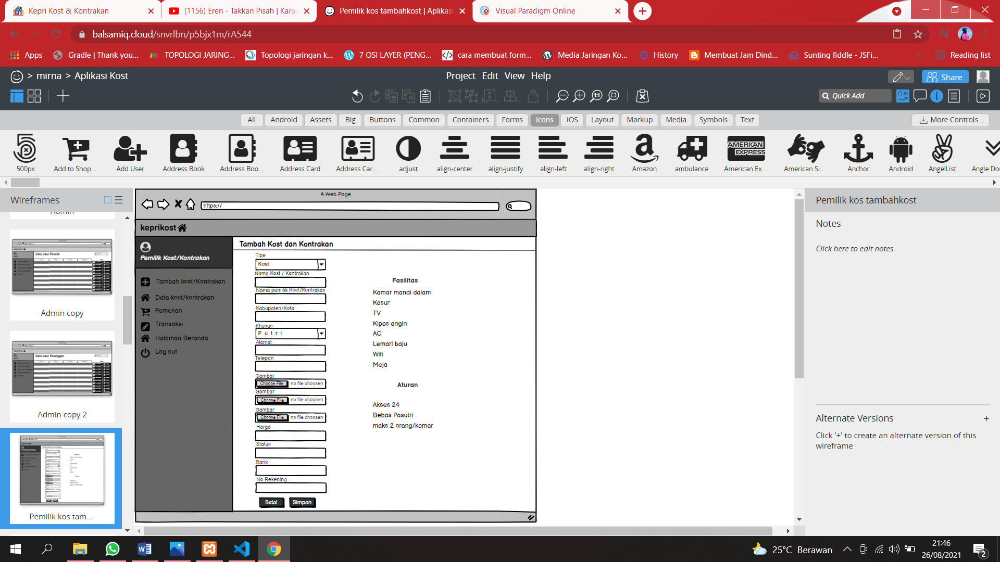 Kepri Kost & Kontrakan
(1156) Eren - Takkan Pisah | Karao
Pemilik kos tambahkost | Aplikasi
Visual Paradigm Online
balsamiq.cloud/snvrlbn/p5bjx1m/rA544
Apps
Gradle | Thank you...
TOPOLOGI JARING...
Topologi jaringan k...
7 OSI LAYER (PENG...
cara membuat form...
Media Jaringan Ko...
History
Membuat Jam Dind...
Sunting fiddle - JSFi...
»
Reading list
> mirna > Aplikasi Kost
Project Edit View Help
Share
1:1
Quick Add
All
Android
Assets
Big
Buttons
Common
Containers
Forms
Icons
iOS
Layout
Markup
Media
Symbols
Text
More Controls...
AMERICAN EXPRESS
500px
Add to Shop...
Add User
Address Book
Address Boo...
Address Card
Address Car...
adjust
align-center
align-justify
align-left
align-right
Amazon
ambulance
American Ex...
American Si...
Anchor
Android
AngelList
Angle Dou
Wireframes
Admin
Data User Pemilik
Admin copy
Data User Pelanggan
Admin copy 2
Pemilik kos tam...
A Web Page
https://
keprikost
Pemilik Kost/Kontrakan
Tambah kost/Kontrakan
Data kost/kontrakan
Pemesan
Transaksi
Halaman Beranda
Log out
Tambah Kost dan Kontrakan
Tipe
Kost
Nama Kost / Kontrakan
Nama pemilik Kost/Kontrakan
Kabupaten/Kota
Khusus
P u t r i
Alamat
Telepon
Gambar
Choose File no file choosen
Gambar
Choose File no file choosen
Gambar
Choose File no file choosen
Harga
Status
Bank
No Rekening
Batal
Simpan
Fasilitas
Kamar mandi dalam
Kasur
TV
Kipas angin
AC
Lemari baju
Wifi
Meja
Aturan
Akses 24
Bebas Pasutri
maks 2 orang/kamar
Pemilik kos tambahkost
Notes
Click here to edit notes.
Alternate Versions
+
Click '+' to create an alternate version of this
wireframe
25°C Berawan
21:46
26/08/2021
2